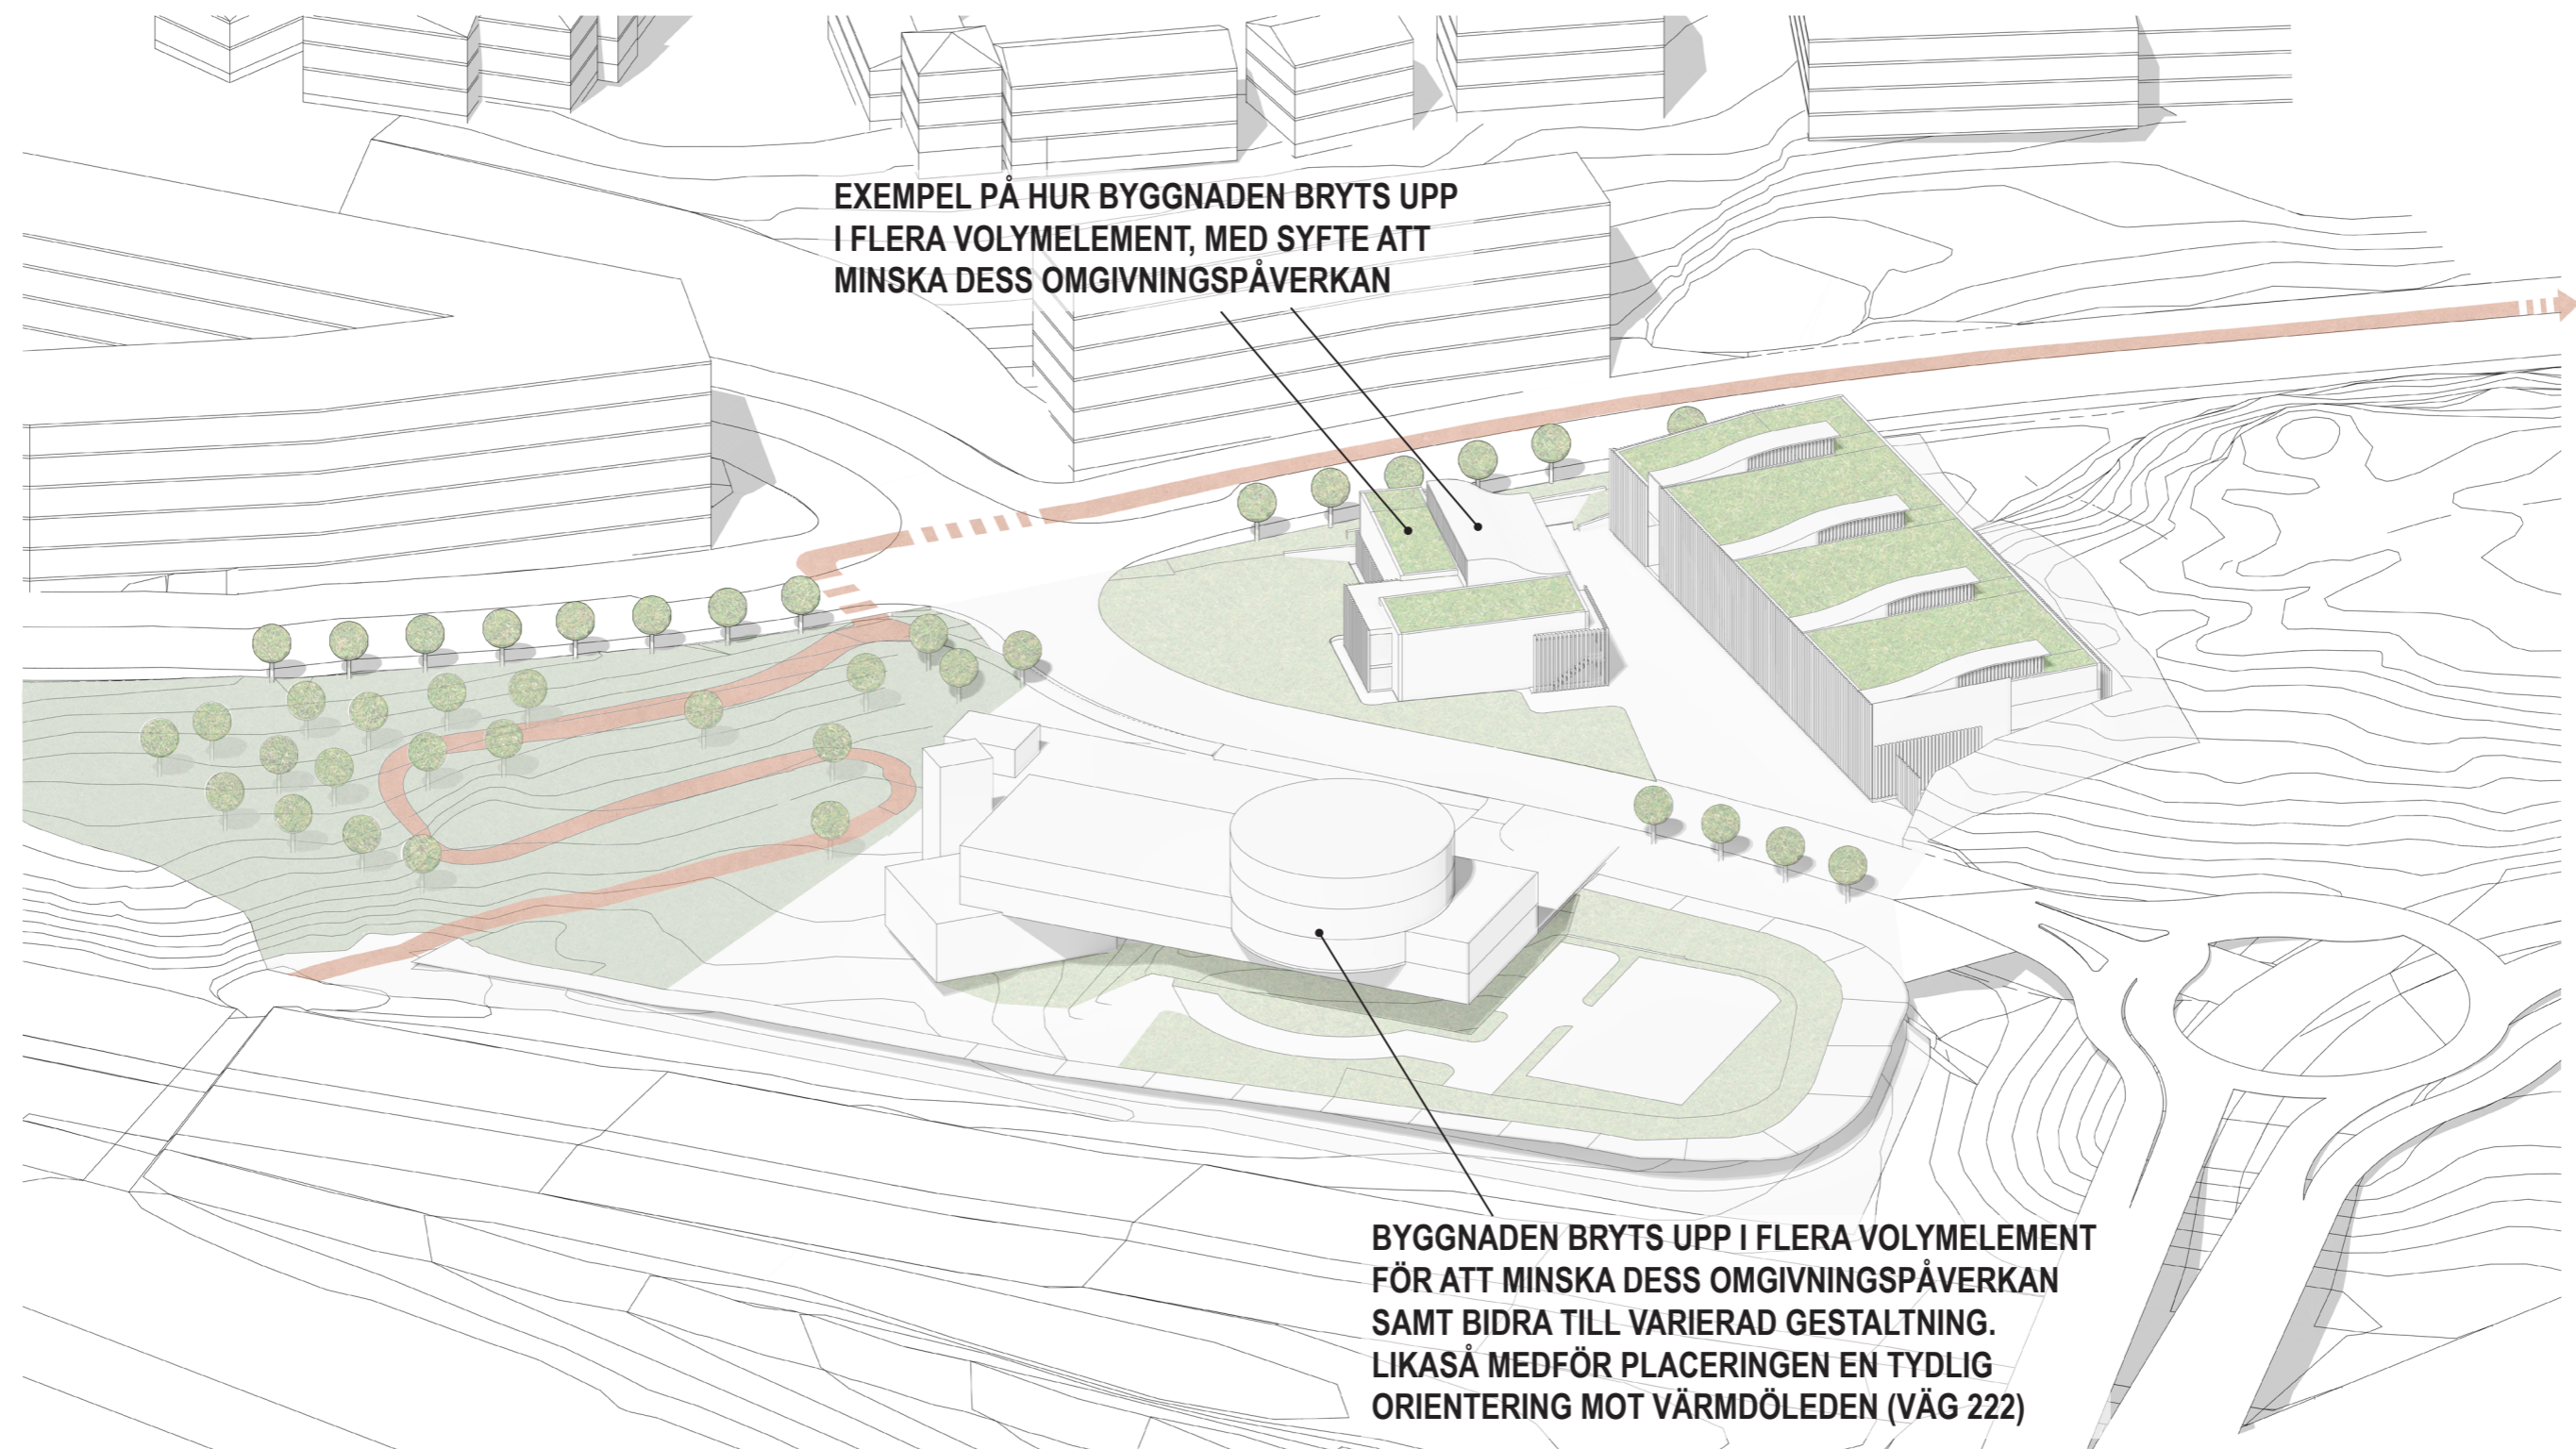 EXEMPEL PÅ HUR BYGGNADEN BRYTS UPP
I FLERA VOLYMELEMENT, MED SYFTE ATT
MINSKA DESS OMGIVNINGSPÅVERKAN
BYGGNADEN BRYTS UPP I FLERA VOLYMELEMENT
FÖR ATT MINSKA DESS OMGIVNINGSPÅVERKAN
SAMT BIDRA TILL VARIERAD GESTALTNING.
LIKASÅ MEDFÖR PLACERINGEN EN TYDLIG
ORIENTERING MOT VÄRMDÖLEDEN (VÄG 222)